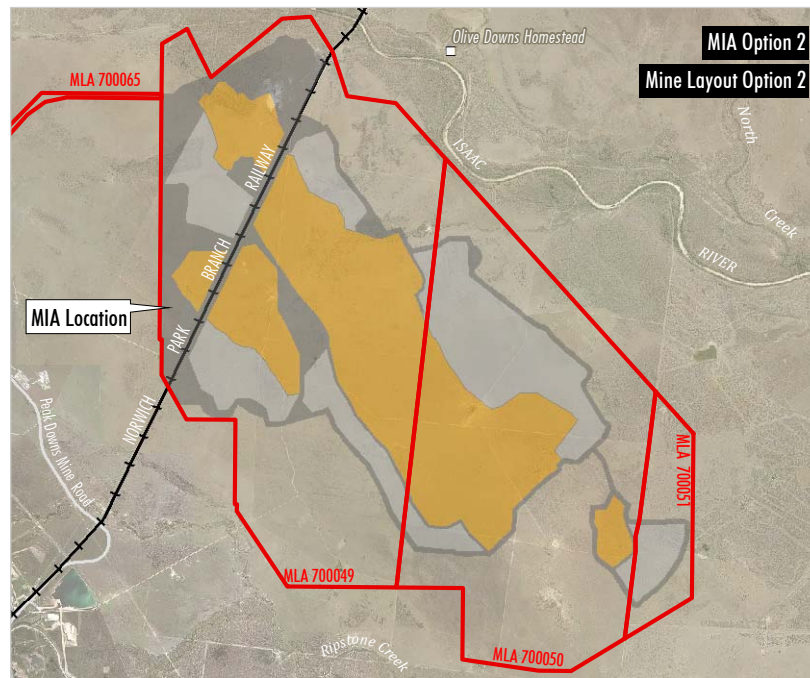 Olive Downs Homestead
MIA Option 2
Mine Layout Option 2
MLA 700065
North
Creek
ISAAC
RIVER
RAILWAY
BRANCH
PARK
NORWICH
MIA Location
Peak Downs Mine Road
MLA 700051
MLA 700049
MLA 700050
Ripstone Creek